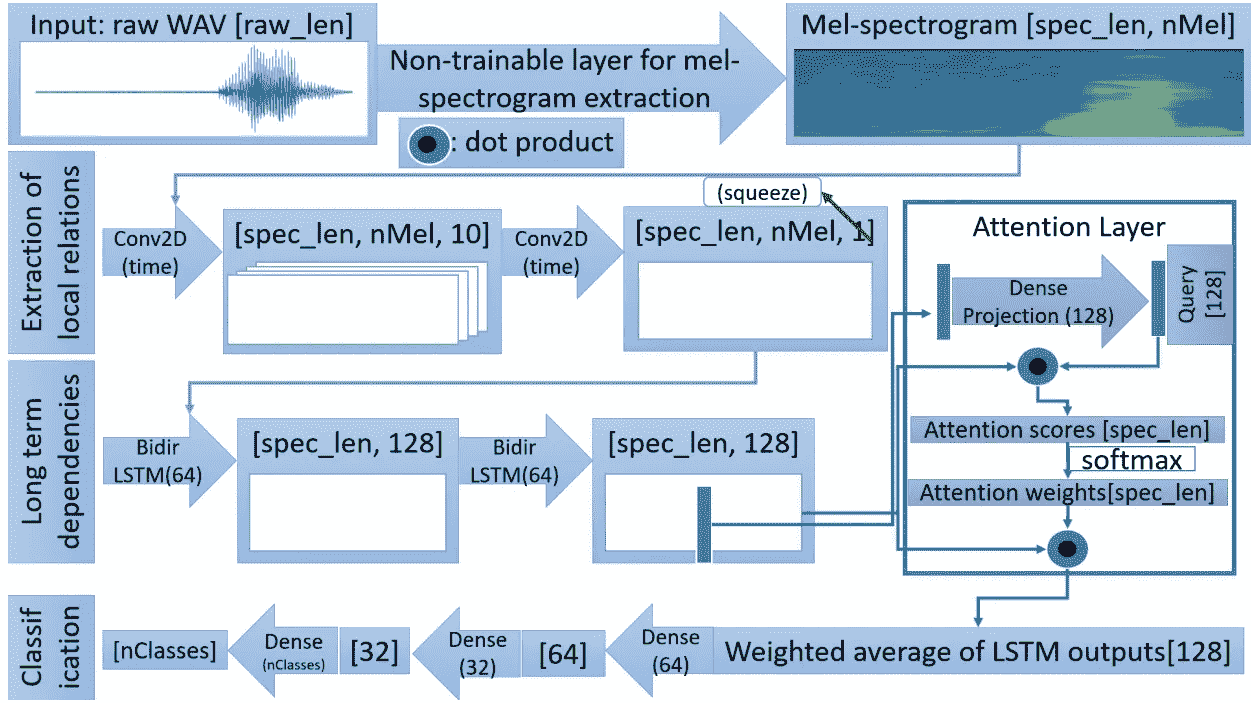 Input: raw WAV [raw_len]
Non-trainable layer for mel-
spectrogram extraction
Mel-spectrogram [spec_len, nMel]
: dot product
Extraction of
local relations
Conv2D
(time)
[spec_len, nMel, 10]
Conv2D
(time)
(squeeze)
[spec_len, nMel, 1]
Attention Layer
Dense
Projection (128)
Query
[128]
Attention scores [spec_len]
softmax
Attention weights[spec_len]
Long term
dependencies
Bidir
LSTM(64)
[spec_len, 128]
Bidir
LSTM(64)
[spec_len, 128]
Classif
ication
[nClasses]
Dense
(nClasses)
[32]
Dense
(32)
[64]
Dense
(64)
Weighted average of LSTM outputs[128]